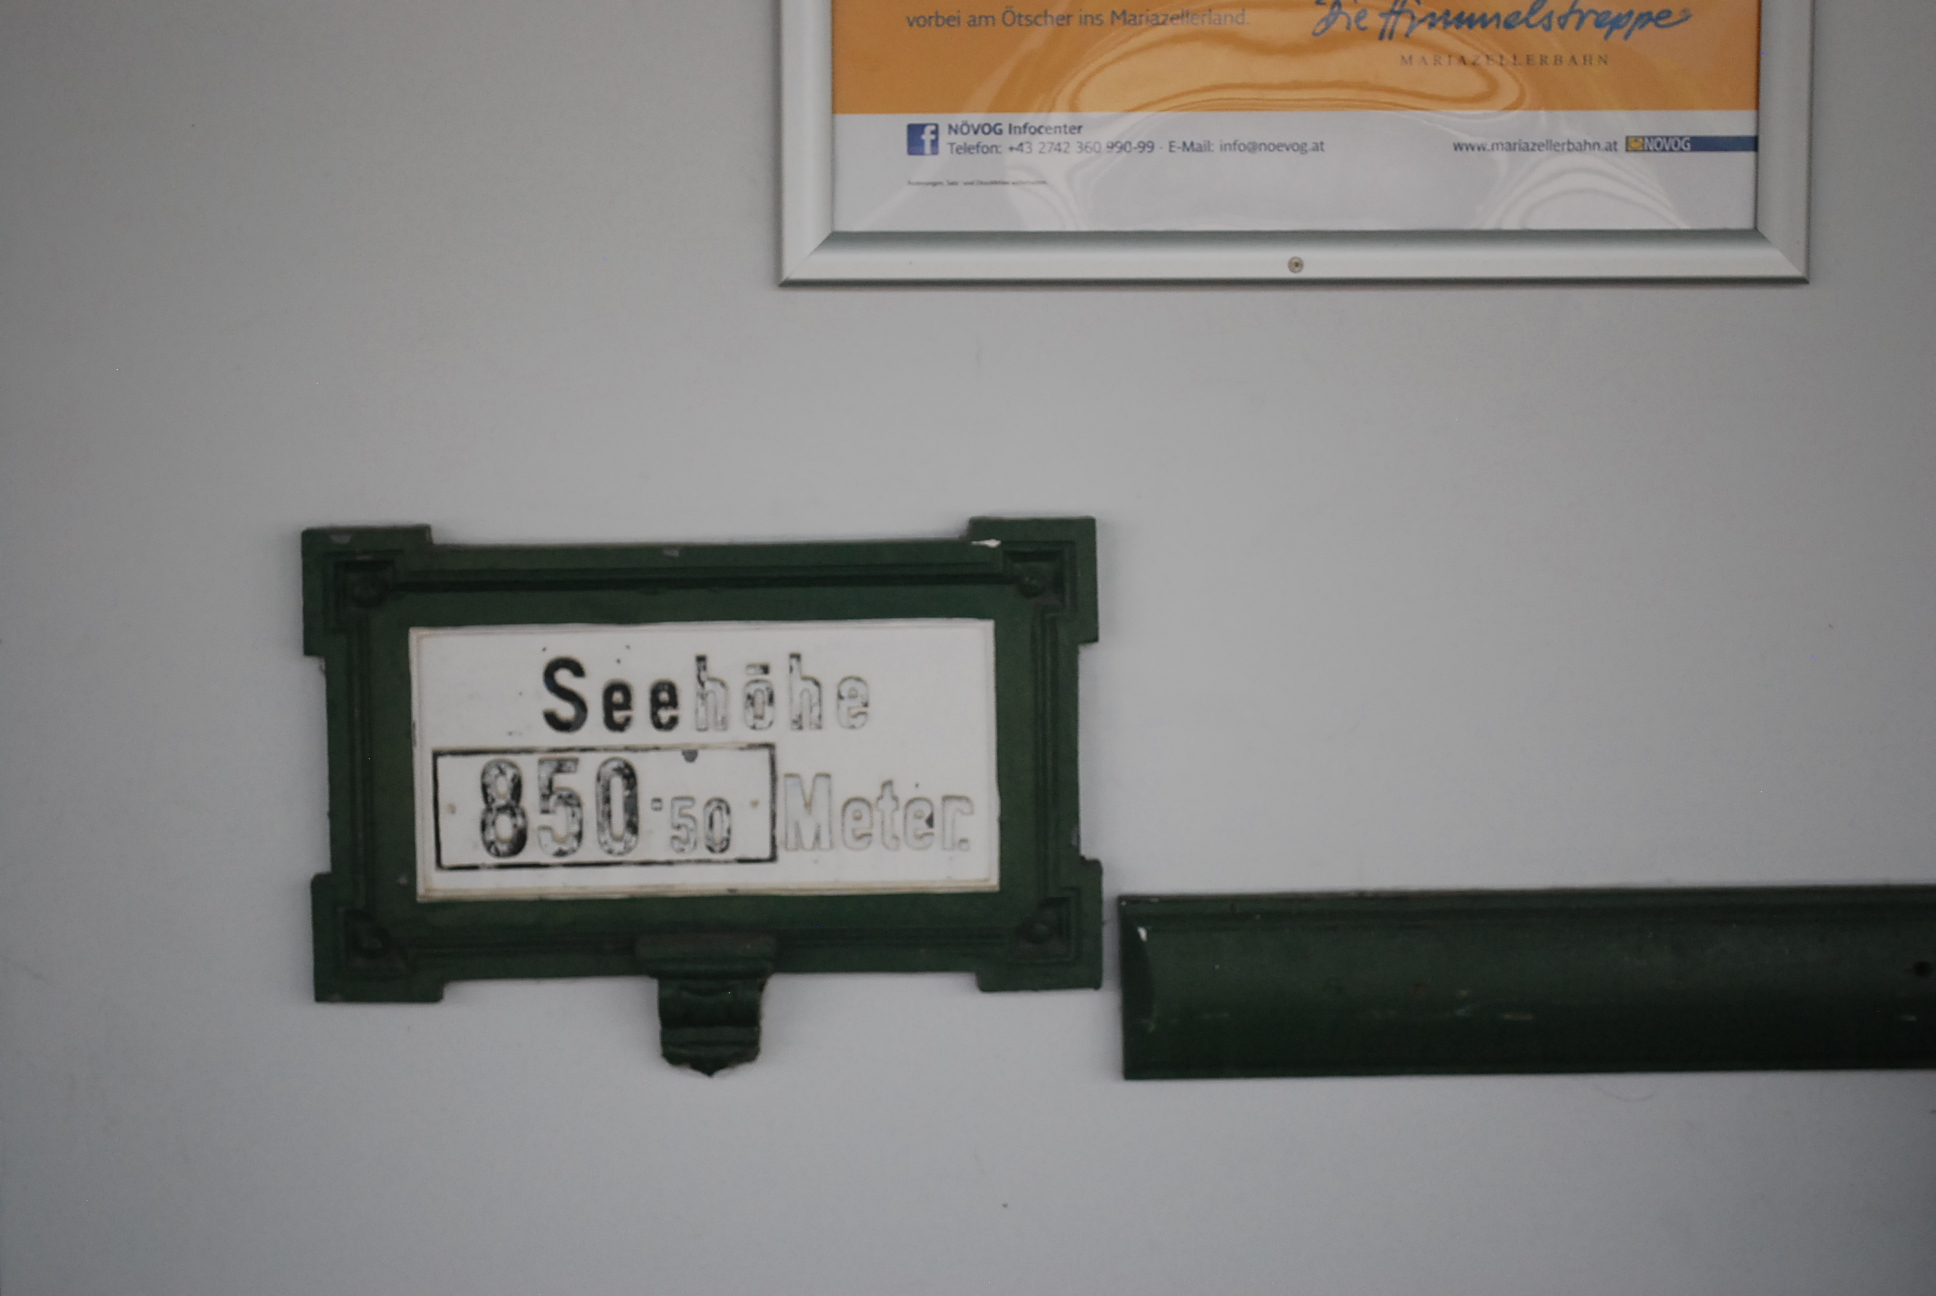 vorbei am Ötscher ins Mariazellerland.
Die Himmelstreppe
MARIAZELLERBAHN
f NÖVOG Infocenter
Telefon: +43 2742 360 990-99 · E-Mail: info@noevog.at
www.mariazellerbahn.at NÖVOG
Seehöhe
850·50 Meter.